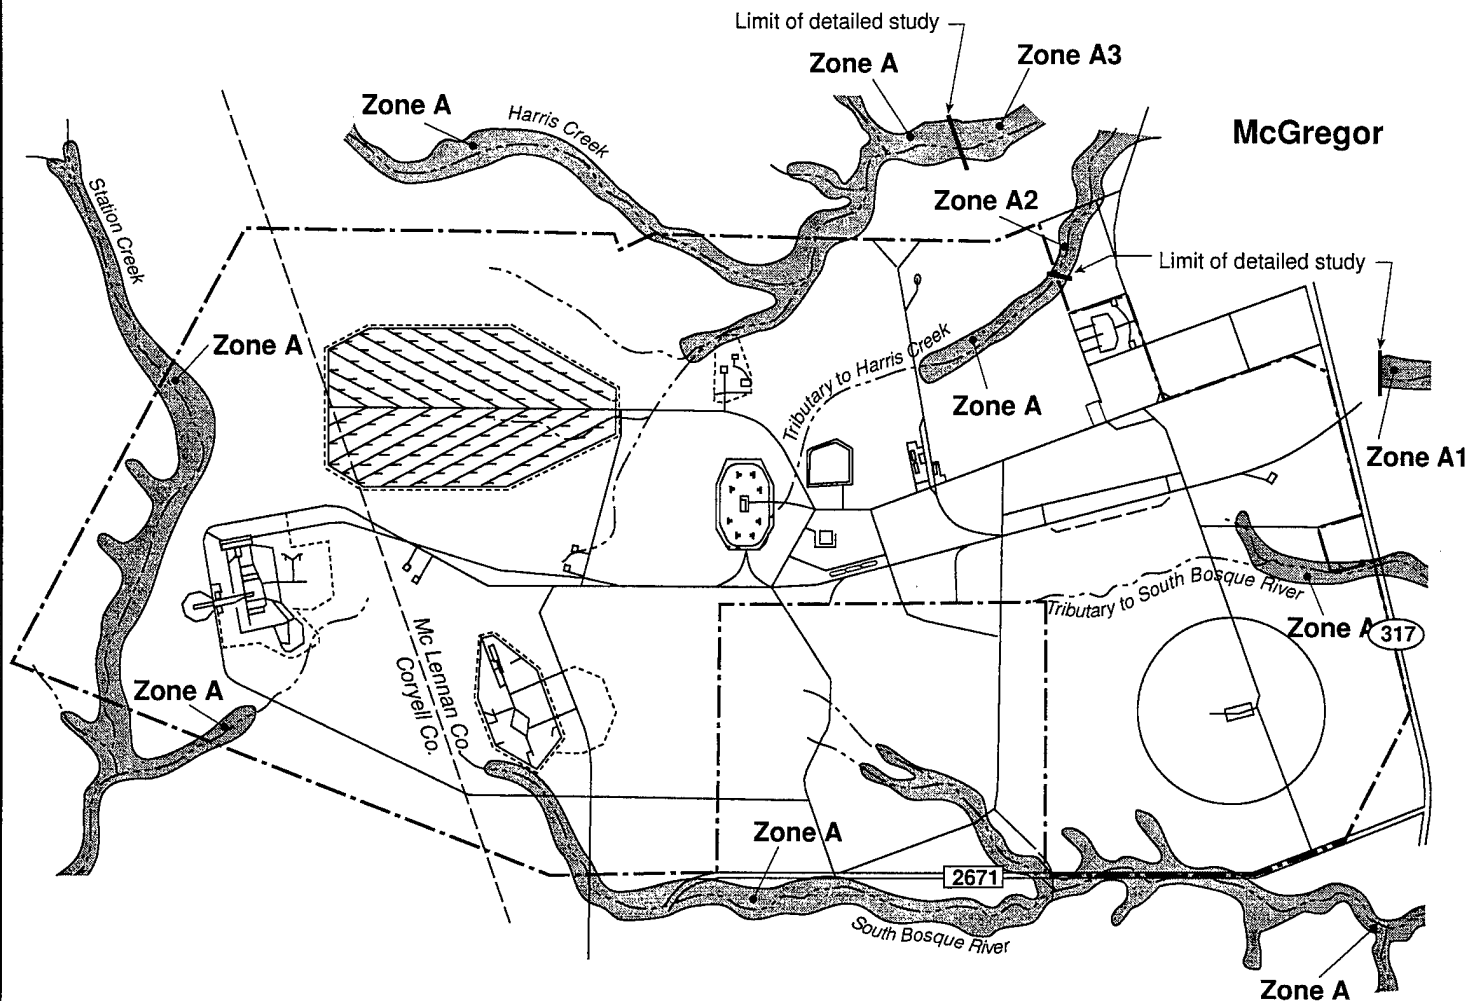 Limit of detailed study
Zone A
Zone A3
Zone A
Harris Creek
McGregor
Station Creek
Zone A2
Limit of detailed study
Zone A
Tributary to Harris Creek
Zone A
Zone A1
Tributary to South Bosque River
Zone A
317
Mc Lennan Co.
Coryell Co.
Zone A
Zone A
2671
South Bosque River
Zone A